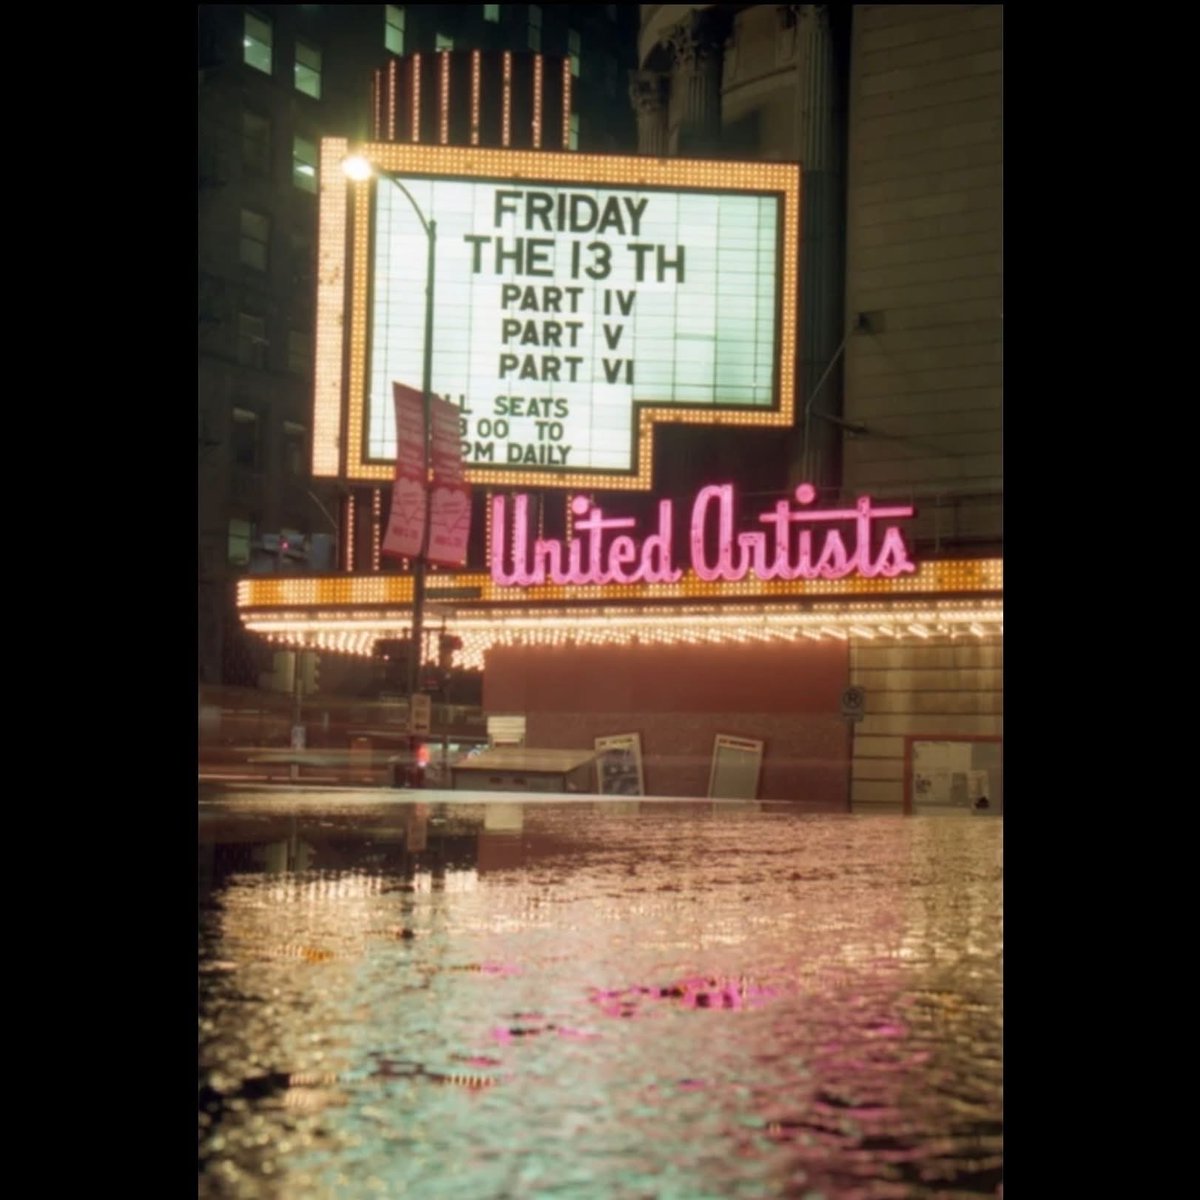 FRIDAY
THE 13 TH
PART IV
PART V
PART VI
SEATS
00 TO
PM DAILY
United Artists